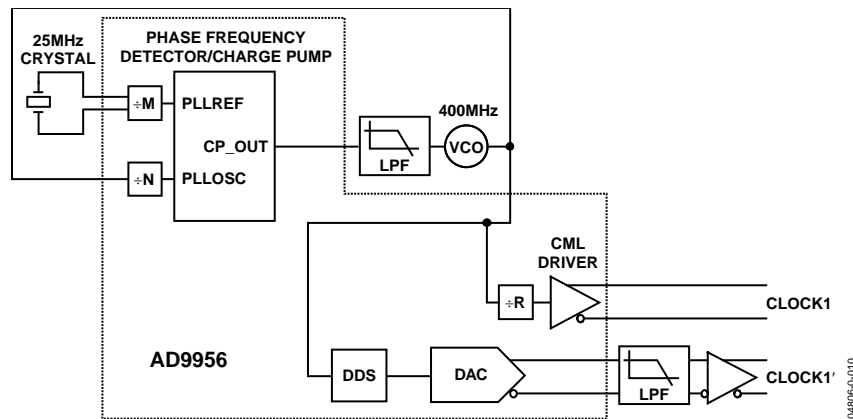 25MHz
CRYSTAL
PHASE FREQUENCY
DETECTOR/CHARGE PUMP
÷M
PLLREF
400MHz
CP_OUT
VCO
LPF
÷N
PLLOSC
CML
DRIVER
÷R
CLOCK1
AD9956
DDS
DAC
LPF
CLOCK1′
04806-0-010